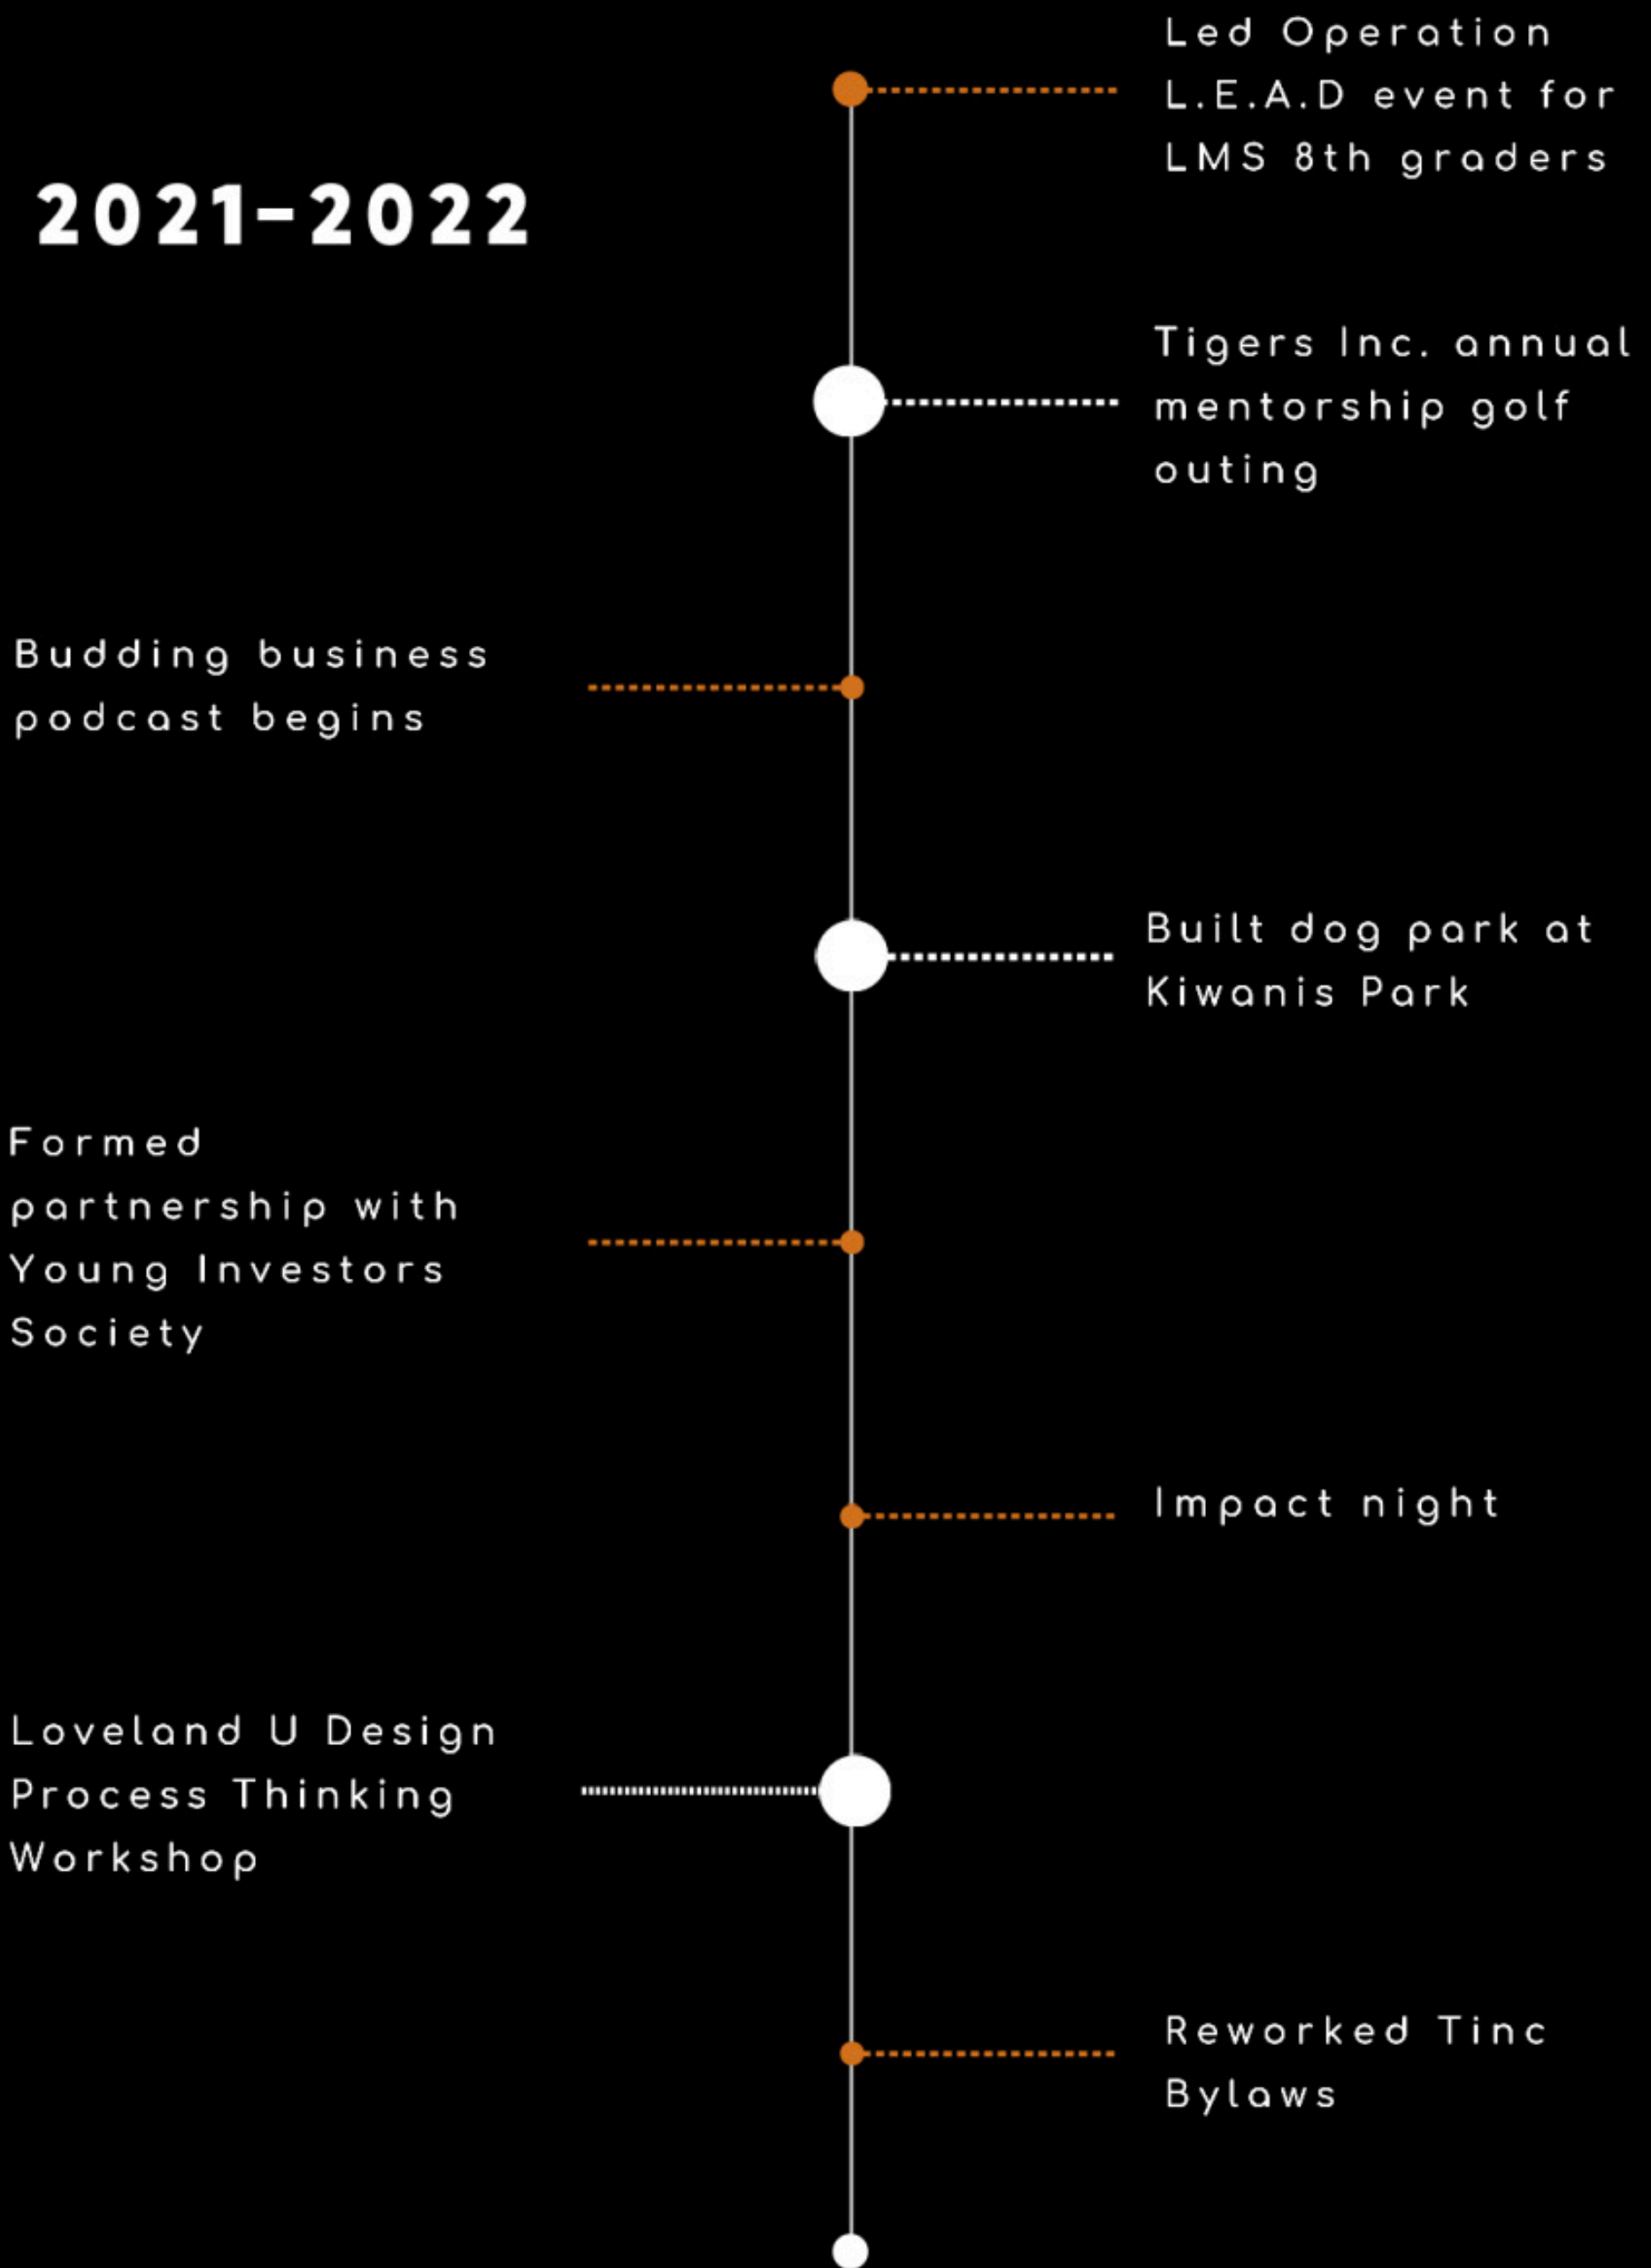 Led Operation
L.E.A.D event for
LMS 8th graders
2021-2022
Tigers Inc. annual
mentorship golf
outing
Budding business
podcast begins
Built dog park at
Kiwanis Park
Formed
partnership with
Young Investors
Society
Impact night
Loveland U Design
Process Thinking
Workshop
Reworked Tinc
Bylaws